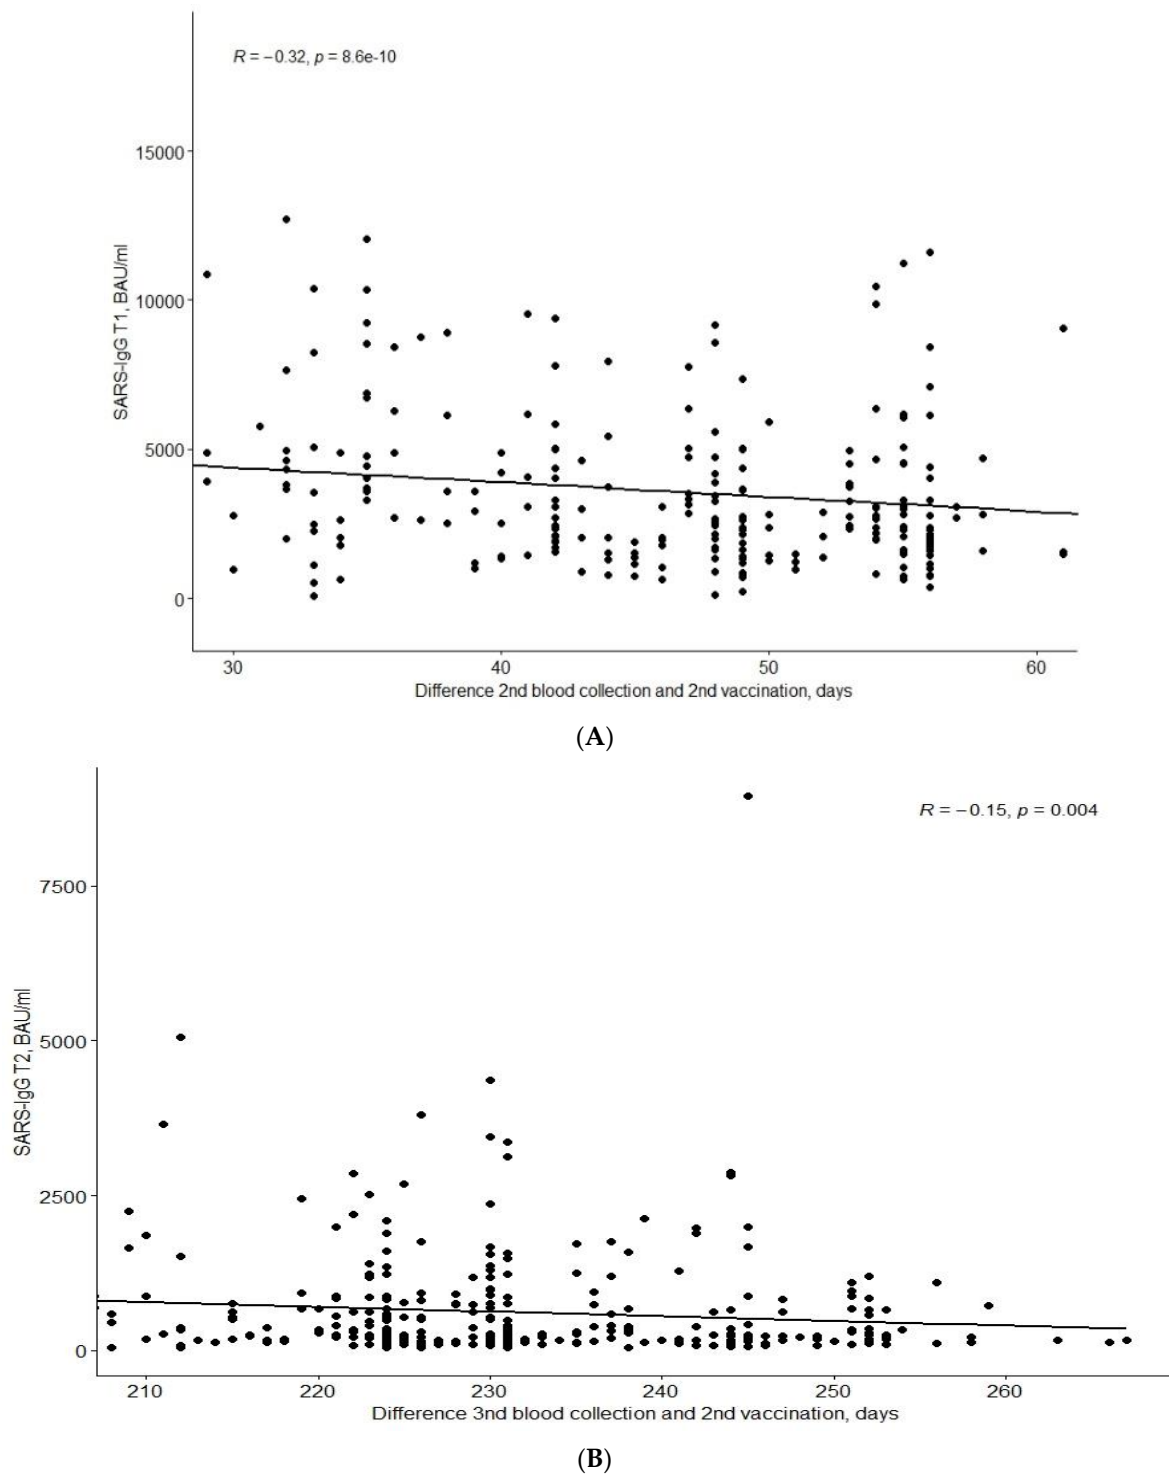 R = −0.32, p = 8.6e-10
15000
10000
5000
0
SARS-IgG T1, BAU/ml
30 40 50 60
Difference 2nd blood collection and 2nd vaccination, days
(A)
R = −0.15, p = 0.004
7500
5000
2500
0
SARS-IgG T2, BAU/ml
210 220 230 240 250 260
Difference 3nd blood collection and 2nd vaccination, days
(B)